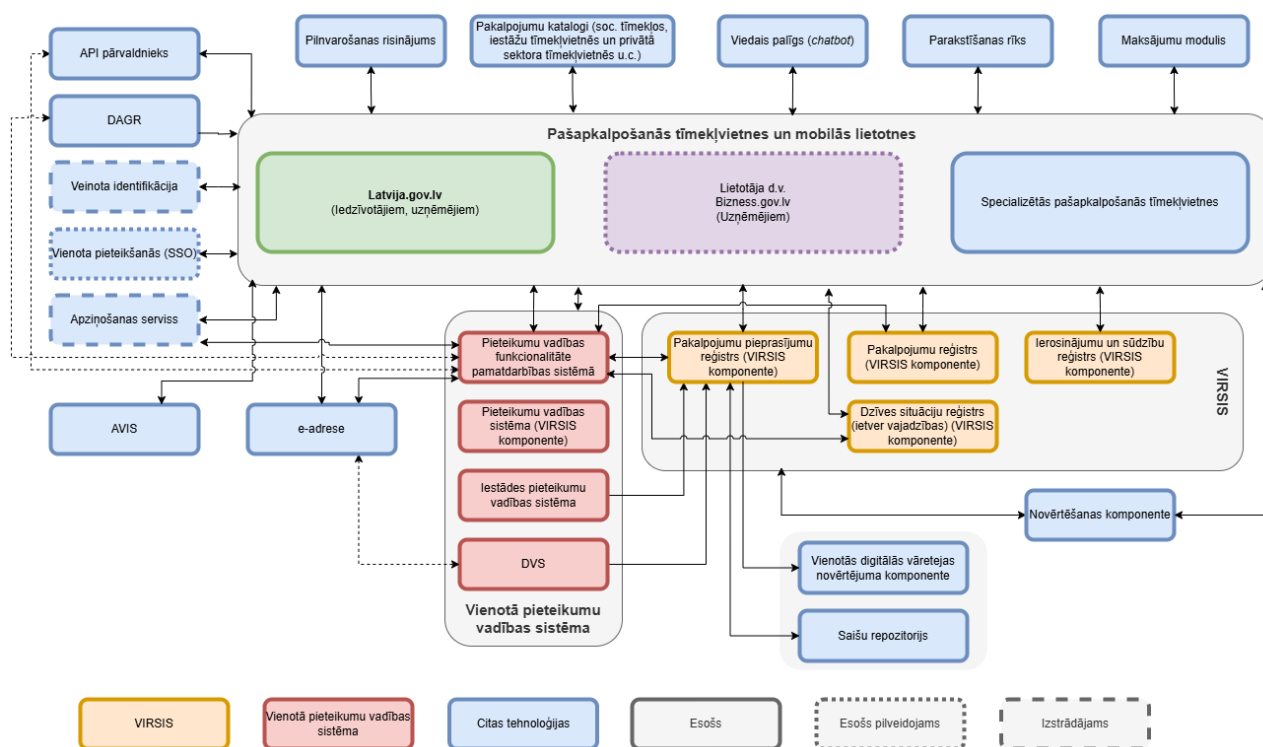 API pārvaldnieks
Pilnvarošanas risinājums
Pakalpojumu katalogi (soc. tīmekļos,
iestāžu tīmekļvietnēs un privātā
sektora tīmekļvietnēs u.c.)
Viedais palīgs (chatbot)
Parakstīšanas rīks
Maksājumu modulis
DAGR
Pašapkalpošanās tīmekļvietnes un mobilās lietotnes
Veinota identifikācija
Latvija.gov.lv
(Iedzīvotājiem, uzņēmējiem)
Lietotāja d.v.
Bizness.gov.lv
(Uzņēmējiem)
Specializētās pašapkalpošanās tīmekļvietnes
Vienota pieteikšanās (SSO)
Apziņošanas serviss
Pieteikumu vadības
funkcionalitāte
pamatdarbības sistēmā
Pakalpojumu pieprasījumu
reģistrs (VIRSIS
komponente)
Pakalpojumu reģistrs
(VIRSIS komponente)
Ierosinājumu un sūdzību
reģistrs (VIRSIS
komponente)
VIRSIS
AVIS
e-adrese
Pieteikumu vadības
sistēma (VIRSIS
komponente)
Dzīves situāciju reģistrs
(ietver vajadzības) (VIRSIS
komponente)
Iestādes pieteikumu
vadības sistēma
Novērtēšanas komponente
DVS
Vienotās digitālās vāretejas
novērtējuma komponente
Vienotā pieteikumu
vadības sistēma
Saišu repozitorijs
VIRSIS
Vienotā pieteikumu vadības
sistēma
Citas tehnoloģijas
Esošs
Esošs pilveidojams
Izstrādājams